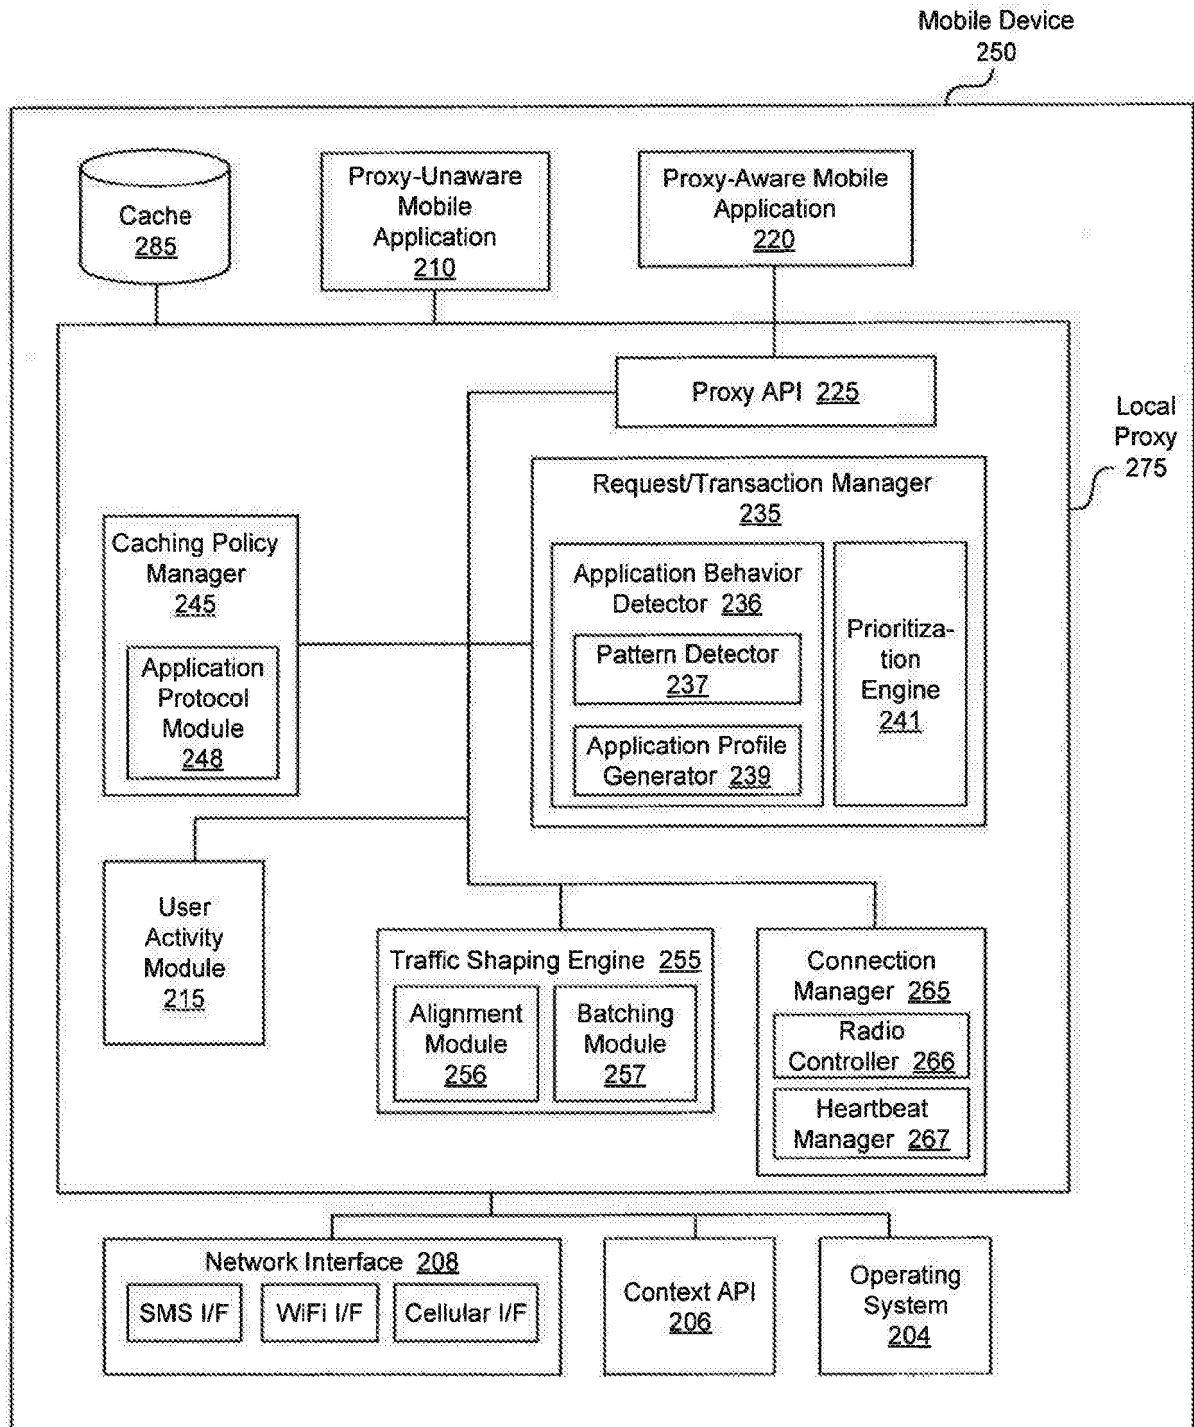 Mobile Device
250
Cache
285
Proxy-Unaware
Mobile
Application
210
Proxy-Aware Mobile
Application
220
Proxy API 225
Local
Proxy
275
Request/Transaction Manager
235
Caching Policy
Manager
245
Application
Protocol
Module
248
Application Behavior
Detector 236
Pattern Detector
237
Application Profile
Generator 239
Prioritiza-
tion
Engine
241
User
Activity
Module
215
Traffic Shaping Engine 255
Alignment
Module
256
Batching
Module
257
Connection
Manager 265
Radio
Controller 266
Heartbeat
Manager 267
Network Interface 208
SMS I/F
WiFi I/F
Cellular I/F
Context API
206
Operating
System
204